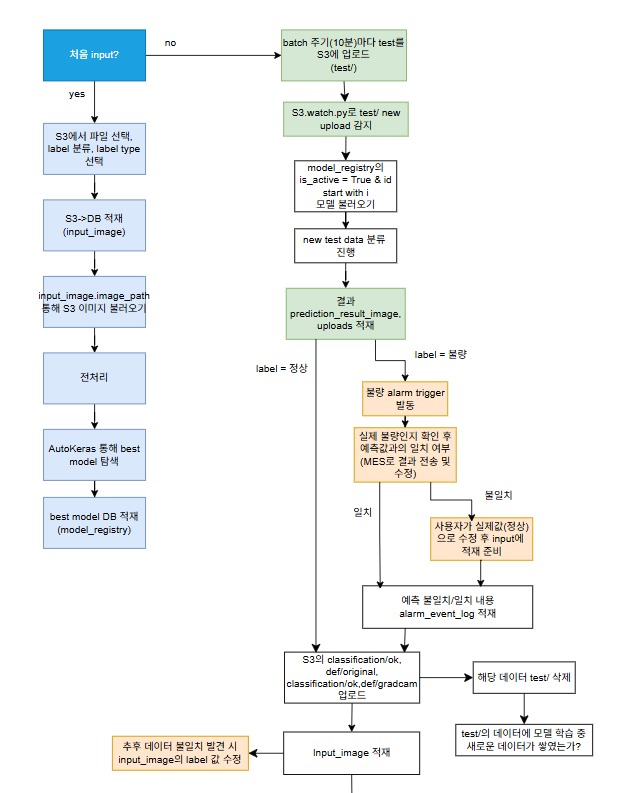 처음 input?
no
yes
batch 주기(10분)마다 test를
S3에 업로드
(test/)
S3.watch.py로 test/ new
upload 감지
S3에서 파일 선택,
label 분류, label type
선택
model_registry의
is_active = True & id
start with i
모델 불러오기
S3->DB 적재
(input_image)
new test data 분류
진행
input_image.image_path
통해 S3 이미지 불러오기
결과
prediction_result_image,
uploads 적재
label = 정상
label = 불량
전처리
불량 alarm trigger
발동
AutoKeras 통해 best
model 탐색
실제 불량인지 확인 후
예측값과의 일치 여부
(MES로 결과 전송 및
수정)
일치
불일치
best model DB 적재
(model_registry)
사용자가 실제값(정상)
으로 수정 후 input에
적재 준비
예측 불일치/일치 내용
alarm_event_log 적재
S3의 classification/ok,
def/original,
classification/ok,def/gradcam
업로드
해당 데이터 test/ 삭제
test/의 데이터에 모델 학습 중
새로운 데이터가 쌓였는가?
추후 데이터 불일치 발견 시
input_image의 label 값 수정
Input_image 적재